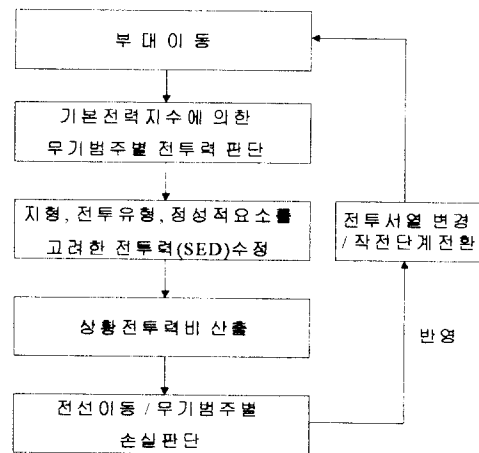 부대이동
기본전력지수에 의한
무기범주별 전투력 판단
지형, 전투유형, 정성적요소를
고려한 전투력(SED)수정
상황전투력비 산출
전선이동 / 무기범주별
손실판단
전투서열 변경
/ 작전단계전환
반영